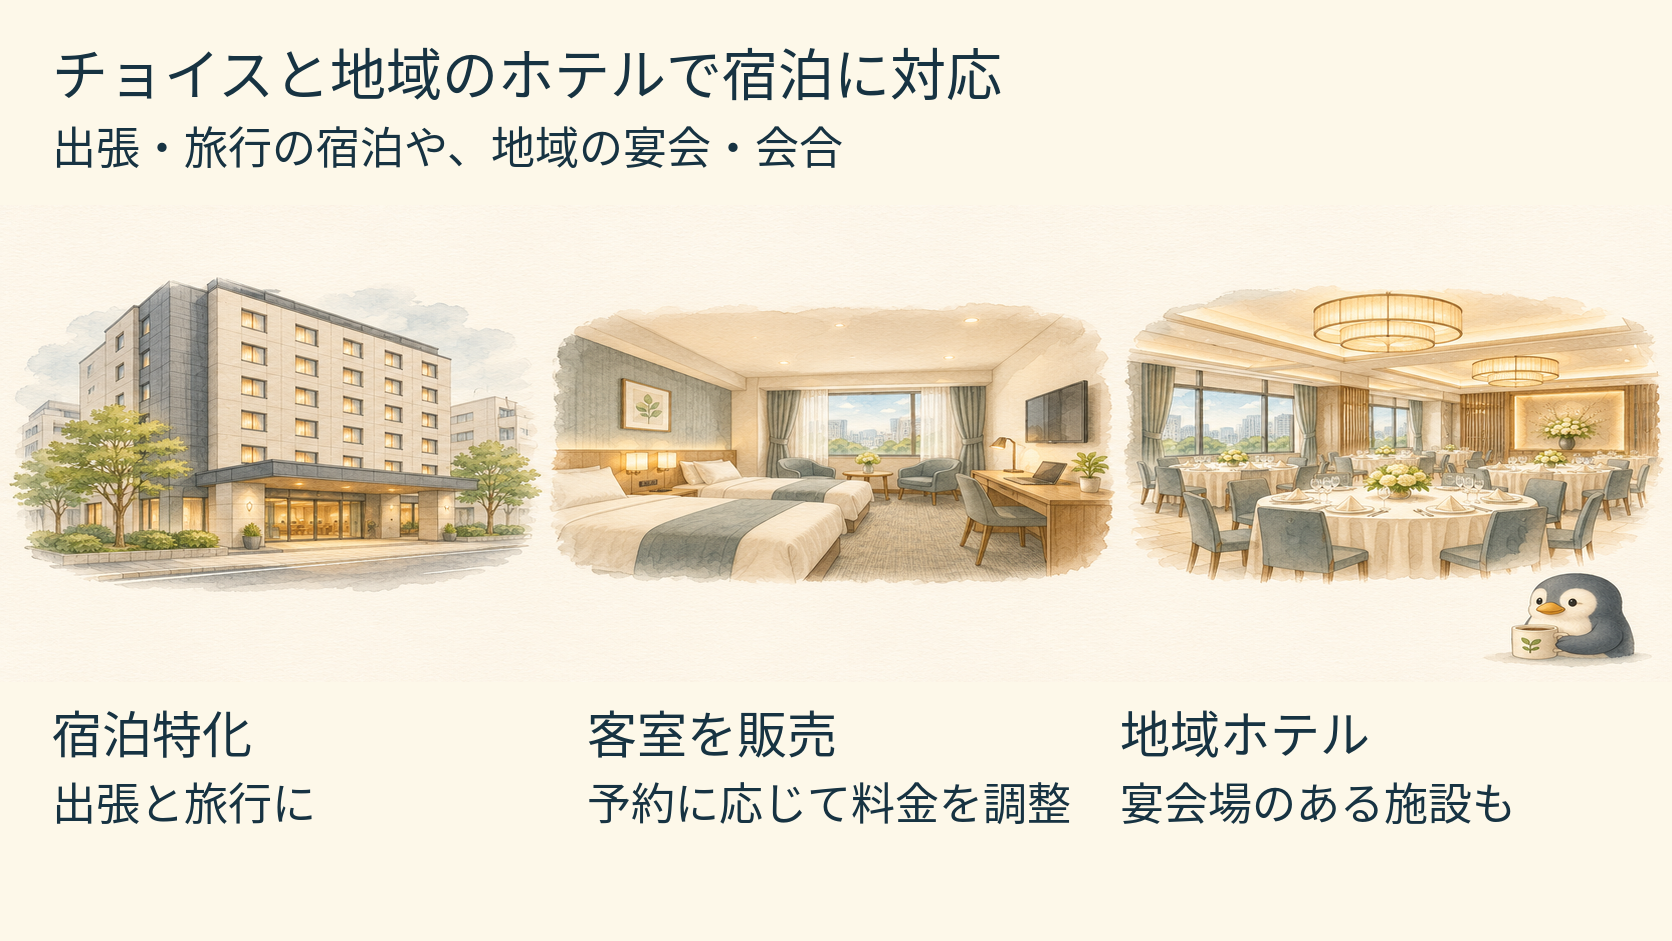 チョイスと地域のホテルで宿泊に対応
出張・旅行の宿泊や、地域の宴会・会合
宿泊特化
出張と旅行に
客室を販売
予約に応じて料金を調整
地域ホテル
宴会場のある施設も